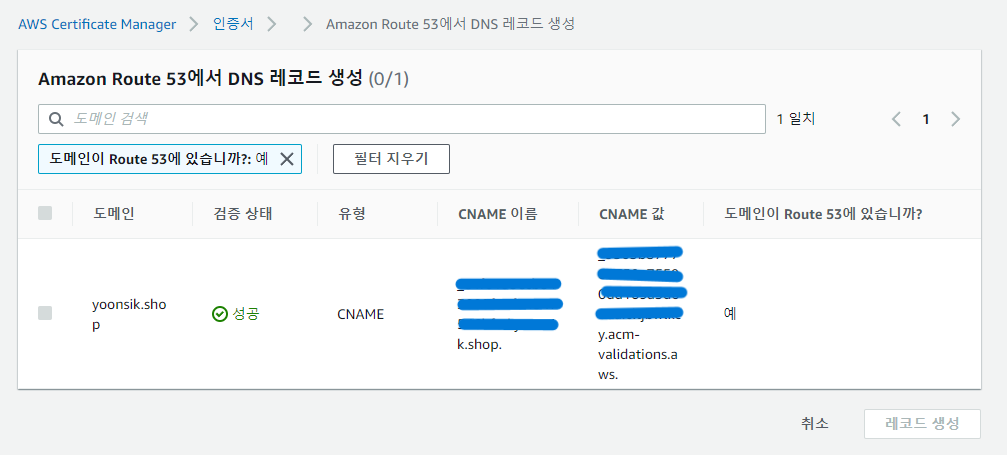 AWS Certificate Manager 인증서 Amazon Route 53에서 DNS 레코드 생성
Amazon Route 53에서 DNS 레코드 생성 (0/1)
도메인 검색
1 일치
1
도메인이 Route 53에 있습니까?: 예
필터 지우기
도메인 검증 상태 유형 CNAME 이름 CNAME 값 도메인이 Route 53에 있습니까?
yoonsik.sho
p
성공
CNAME
k.shop.
y.acm-
validations.a
ws.
예
취소
레코드 생성